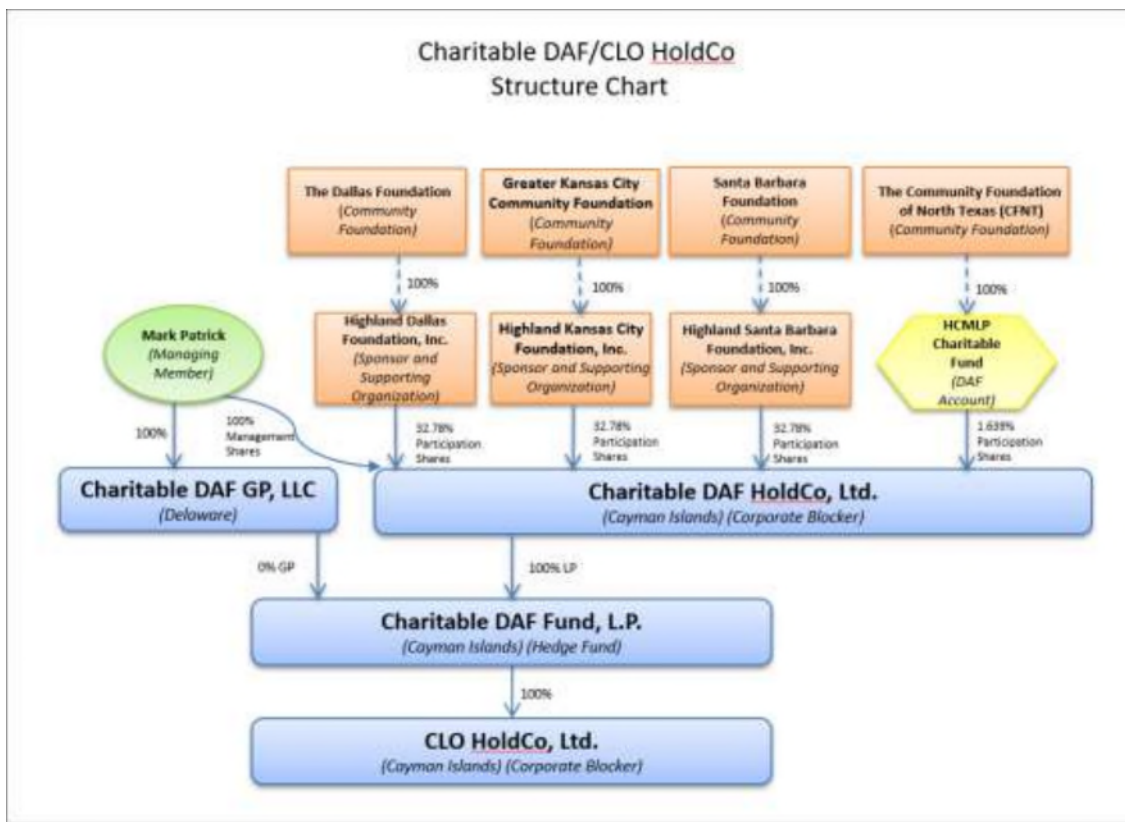 Charitable DAF/CLO HoldCo
Structure Chart
The Dallas Foundation
(Community
Foundation)
Greater Kansas City
Community Foundation
(Community
Foundation)
Santa Barbara
Foundation
(Community
Foundation)
The Community Foundation
of North Texas (CFNT)
(Community Foundation)
100%
100%
100%
100%
Mark Patrick
(Managing
Member)
Highland Dallas
Foundation, Inc.
(Sponsor and
Supporting
Organization)
Highland Kansas City
Foundation, Inc.
(Sponsor and Supporting
Organization)
Highland Santa Barbara
Foundation, Inc.
(Sponsor and Supporting
Organization)
HCMLP
Charitable
Fund
(DAF
Account)
100%
100%
Management
Shares
32.78%
Participation
Shares
32.78%
Participation
Shares
32.78%
Participation
Shares
1.639%
Participation
Shares
Charitable DAF GP, LLC
(Delaware)
Charitable DAF HoldCo, Ltd.
(Cayman Islands) (Corporate Blocker)
0% GP
100% LP
Charitable DAF Fund, L.P.
(Cayman Islands) (Hedge Fund)
100%
CLO HoldCo, Ltd.
(Cayman Islands) (Corporate Blocker)